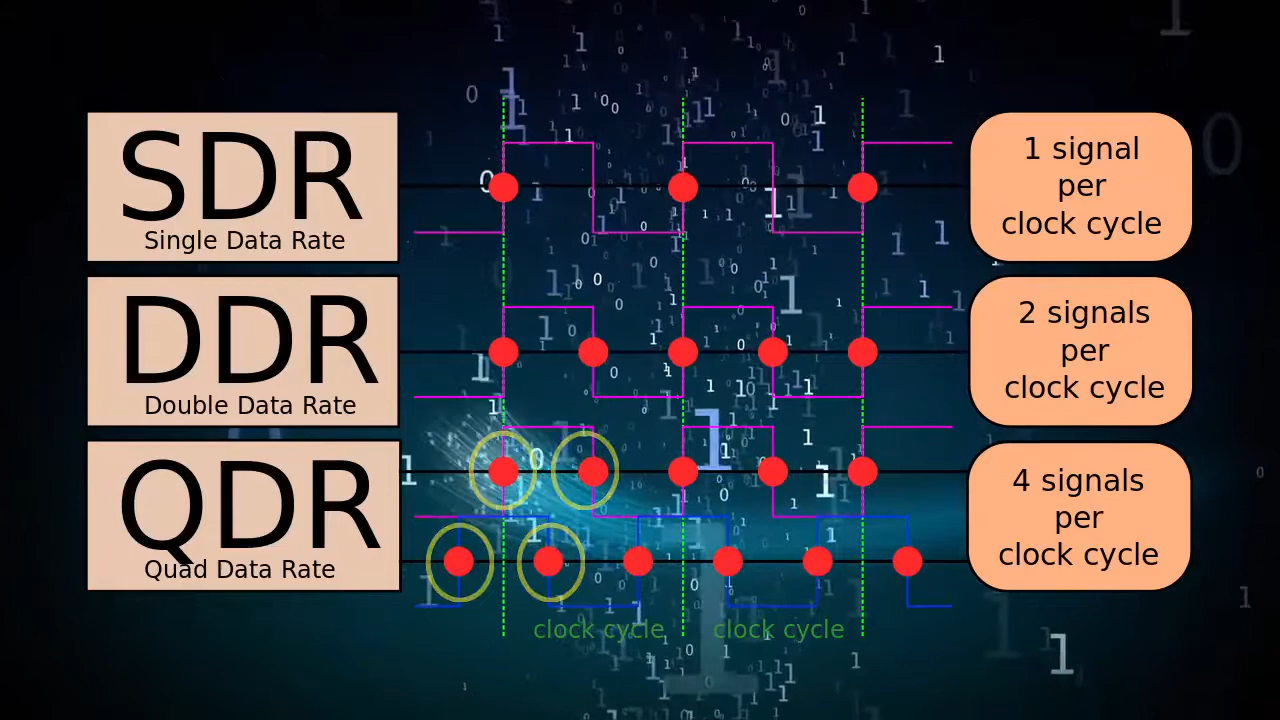 SDR
Single Data Rate
1 signal
per
clock cycle
DDR
Double Data Rate
2 signals
per
clock cycle
QDR
Quad Data Rate
4 signals
per
clock cycle
clock cycle
clock cycle